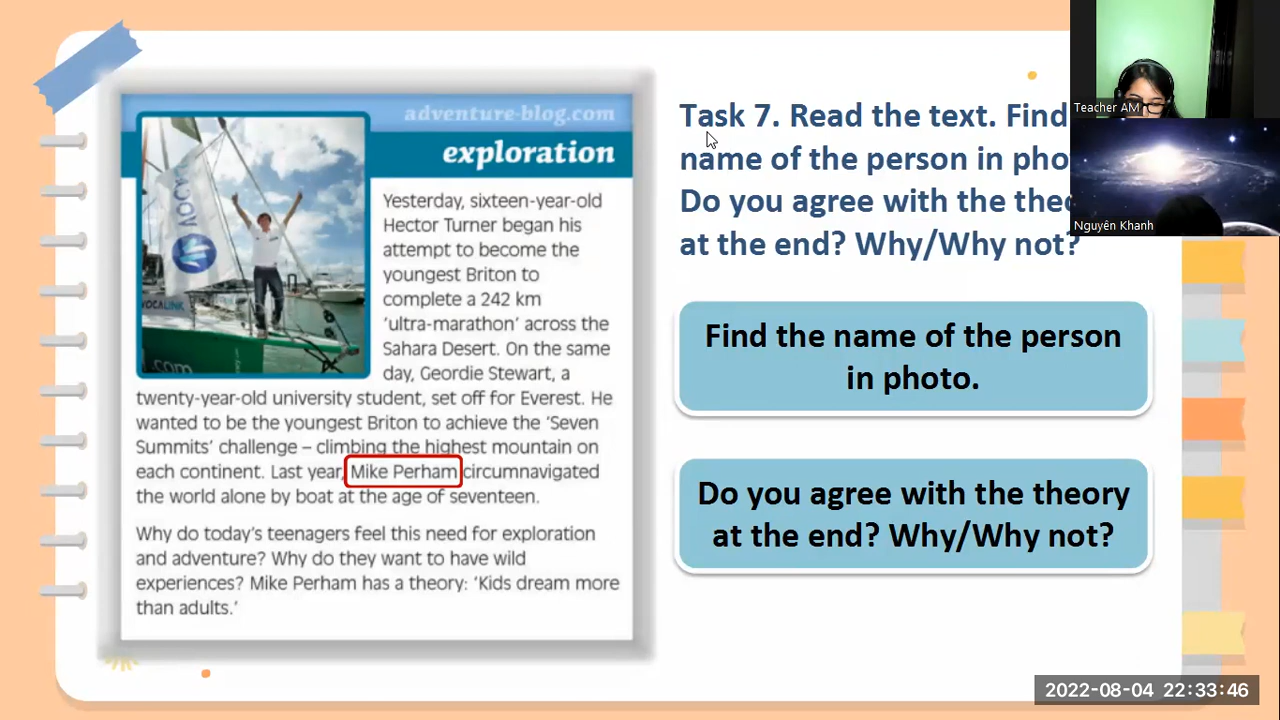 adventure-blog.com
exploration
VOCALINK
VOCALINK
.com
Yesterday, sixteen-year-old
Hector Turner began his
attempt to become the
youngest Briton to
complete a 242 km
‘ultra-marathon’ across the
Sahara Desert. On the same
day, Geordie Stewart, a
twenty-year-old university student, set off for Everest. He
wanted to be the youngest Briton to achieve the ‘Seven
Summits’ challenge – climbing the highest mountain on
each continent. Last year, Mike Perham circumnavigated
the world alone by boat at the age of seventeen.
Why do today’s teenagers feel this need for exploration
and adventure? Why do they want to have wild
experiences? Mike Perham has a theory: ‘Kids dream more
than adults.’
Task 7. Read the text. Find
name of the person in pho
Do you agree with the theo
at the end? Why/Why not?
Find the name of the person
in photo.
Do you agree with the theory
at the end? Why/Why not?
Teacher AM
Nguyên Khanh
2022-08-04 22:33:46